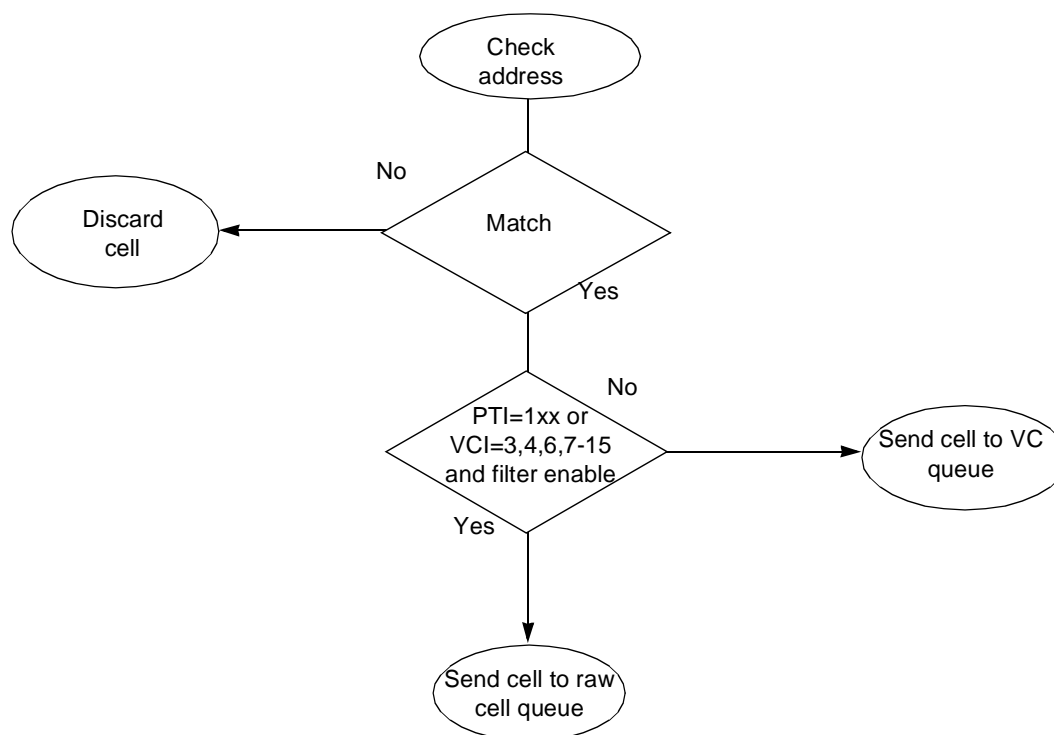 Check
address
No
Match
Discard
cell
Yes
No
PTI=1xx or
VCI=3,4,6,7-15
and filter enable
Send cell to VC
queue
Yes
Send cell to raw
cell queue